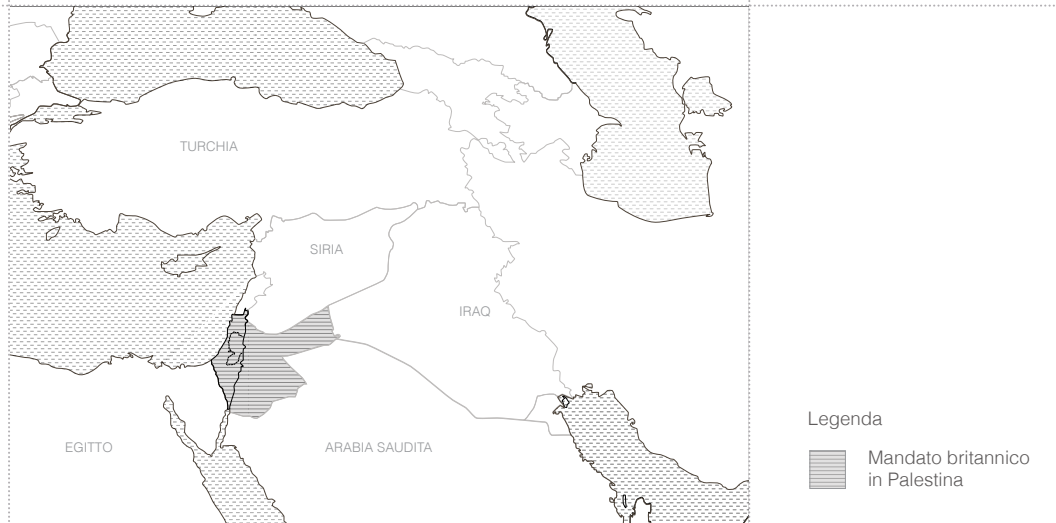 TURCHIA
SIRIA
IRAQ
EGITTO
ARABIA SAUDITA
Legenda
Mandato britannico
in Palestina